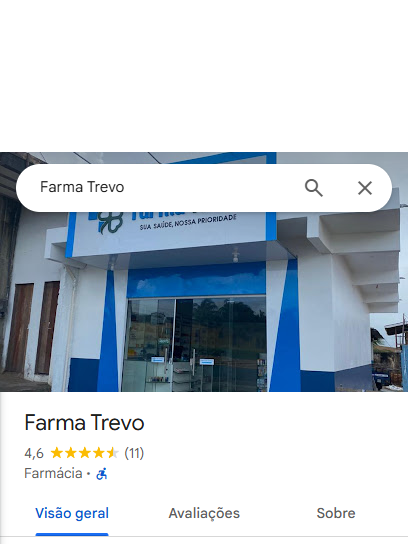 Farma Trevo
SUA SAÚDE, NOSSA PRIORIDADE
Farma Trevo
4,6 (11)
Farmácia ·
Visão geral Avaliações Sobre